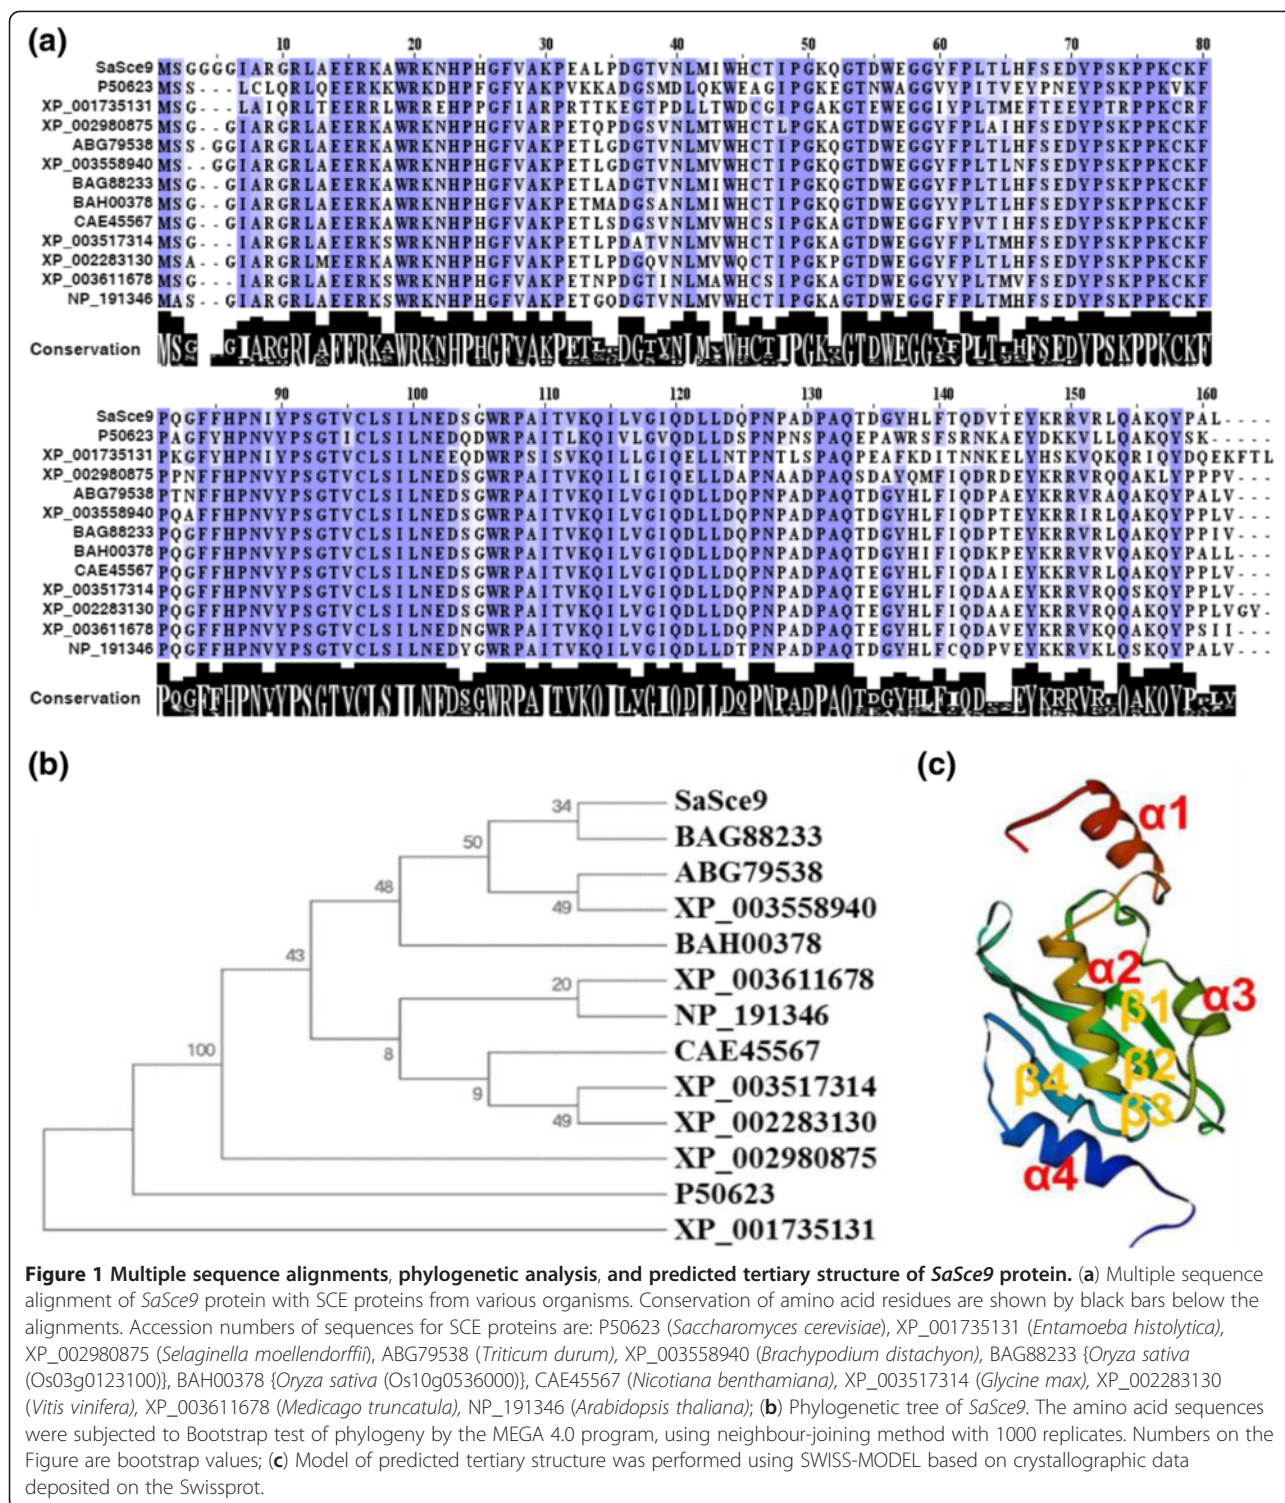 (a)
10 20 30 40 50 60 70 80
SaSce9 MSGGGGIARGRLAEERKAWRKNHPHGFVAKPEALPDGTVNLMIWHCTIPGKQGTDWEGGYFPLTLHFSEDYPSKPPKCKF
P50623 MSS---LCLQRLQEERKKWRKDHPFGFYAKPVKKADGSMDLQKWEAGIPGKEGTNWAGGVYPITVEYPNEYPSKPPKVKF
XP_001735131 MSG---LAIQRLTEERRLWRREHPPGFIARPRTTKEGTPDLLTWDCGIPGAKGTEWEGGIYPLTMEFTEEYPTRPPKCRF
XP_002980875 MSG--GIARGRLAEERKAWRKNHPHGFVARPETQPDGSVNLMTWHCTLPGKAGTDWEGGYFPLAIHFSEDYPSKPPKCKF
ABG79538 MSS-GGIARGRLAEERKAWRKNHPHGFVAKPETLGDGTVNLMVWHCTIPGKAGTDWEGGYFPLTLHFSEDYPSKPPKCKF
XP_003558940 MSG--GGIARGRLAEERKAWRKNHPHGFVAKPETLGDGTVNLMVWHCTIPGKQGTDWEGGYFPLTLNFSEDYPSKPPKCKF
BAG88233 MSG--GIARGRLAEERKAWRKNHPHGFVAKPETLADGTVNLMIWHCTIPGKQGTDWEGGYFPLTLHFSEDYPSKPPKCKF
BAH00378 MSG--GIARGRLAEERKAWRKNHPHGFVAKPETMADGSANLMIWHCTIPGKQGTDWEGGYYPLTLHFSEDYPSKPPKCKF
CAE45567 MSG--GIARGRLAEERKAWRKNHPHGFVAKPETLSDGSVNLMVWHCSIPGKAGTDWEGGFYPVTIHFSEDYPSKPPKCKF
XP_003517314 MSG--IARGRLAEERKSWRKNHPHGFVAKPETLPDATVNLMVWHCTIPGKAGTDWEGGYFPLTMHFSEDYPSKPPKCKF
XP_002283130 MSA--GIARGRLMEERKAWRKNHPHGFVAKPETLPDGQVNLMVWQCTIPGKPGTDWEGGYFPLTLHFSEDYPSKPPKCKF
XP_003611678 MSG--GIARGRLAEERKSWRKNHPHGFVAKPETNPDGTINLMAWHCSIPGKTGTDWEGGYYPLTMVFSEDYPSKPPKCKF
NP_191346 MAS--GIARGRLAEERKSWRKNHPHGFVAKPETGQDGTVNLMVWHCTIPGKAGTDWEGGFFPLTMHFSEDYPSKPPKCKF
Conservation
90 100 110 120 130 140 150 160
SaSce9 PQGFFHPNIYPSGTVCLSILNEDSGWRPAITVKQILVGIQDLLDQPNPADPAQTDGYHLFTQDVTEYKRRVRLQAKQYPAL----
P50623 PAGFYHPNVYPSGTICLSILNEDQDWRPAITLKQIVLGVQDLLDSPNPNSPAQEPAWRSFSRNKAEYDKKVLLQAKQYSK-----
XP_001735131 PKGFYHPNIYPSGTVCLSILNEEQDWRPSISVKQILLGIQELLNTPNTLSPAQPEAFKDITNNKELYHSKVQKQRIQYDQEKFTL
XP_002980875 PPNFFHPNVYPSGTVCLSILNEDSGWRPAITVKQILLGIQELLDAPNAADPAQSDAYQMFIQDRDEYKRRVRQQAKLYPPPV---
ABG79538 PTNFFHPNVYPSGTVCLSILNEDSGWRPAITVKQILVGIQDLLDQPNPADPAQTDGYHLFIQDPAEYKRRVRAQAKQYPALV---
XP_003558940 PQAFFHPNVYPSGTVCLSILNEDSGWRPAITVKQILVGIQDLLDQPNPADPAQTDGYHLFIQDPTEYKRRIRLQAKQYPALV---
BAG88233 PQGFFHPNVYPSGTVCLSILNEDSGWRPAITVKQILVGIQDLLDQPNPADPAQTDGYHLFIQDPTEYKRRVRLQAKQYPPIV---
BAH00378 PQGFFHPNVYPSGTVCLSILNEDSGWRPAITVKQILVGIQDLLDQPNPADPAQTDGYHIFIQDKPEYKRRVRVQAKQYPALL---
CAE45567 PQGFFHPNVYPSGTVCLSILNEDSGWRPAITVKQILVGIQDLLDQPNPADPAQTEGYHLFIQDAIEYKKRVRLQAKQYPPLV---
XP_003517314 PQGFFHPNVYPSGTVCLSILNEDSGWRPAITVKQILVGIQDLLDQPNPADPAQTEGYHLFIQDAAEYKRRVRQQAKQYPPLV---
XP_002283130 PQGFFHPNVYPSGTVCLSILNEDSGWRPAITVKQILVGIQDLLDQPNPADPAQTEGYHLFIQDAAEYKRRVRLQSKQYPPLVGY-
XP_003611678 PQGFFHPNVYPSGTVCLSILNEDNGWRPAITVKQILVGIQDLLDQPNPADPAQTEGYHLFIQDAVEYKRRVKQQAKQYPSII---
NP_191346 PQGFFHPNVYPSGTVCLSILNEDYGWRPAITVKQILVGIQDLLDTPNPADPAQTDGYHLFCQDPVEYKKRVKLQSKQYPALV---
Conservation
(b)
(c)
SaSce9
34
BAG88233
50
ABG79538
48
49
XP_003558940
43
BAH00378
XP_003611678
20
NP_191346
100
8
CAE45567
9
XP_003517314
49
XP_002283130
XP_002980875
P50623
XP_001735131
α1
α2
β1
α3
β2
β4
β3
α4
Figure 1 Multiple sequence alignments, phylogenetic analysis, and predicted tertiary structure of SaSce9 protein. (a) Multiple sequence
alignment of SaSce9 protein with SCE proteins from various organisms. Conservation of amino acid residues are shown by black bars below the
alignments. Accession numbers of sequences for SCE proteins are: P50623 (Saccharomyces cerevisiae), XP_001735131 (Entamoeba histolytica),
XP_002980875 (Selaginella moellendorffii), ABG79538 (Triticum durum), XP_003558940 (Brachypodium distachyon), BAG88233 {Oryza sativa
(Os03g0123100)}, BAH00378 {Oryza sativa (Os10g0536000)}, CAE45567 (Nicotiana benthamiana), XP_003517314 (Glycine max), XP_002283130
(Vitis vinifera), XP_003611678 (Medicago truncatula), NP_191346 (Arabidopsis thaliana); (b) Phylogenetic tree of SaSce9. The amino acid sequences
were subjected to Bootstrap test of phylogeny by the MEGA 4.0 program, using neighbour-joining method with 1000 replicates. Numbers on the
Figure are bootstrap values; (c) Model of predicted tertiary structure was performed using SWISS-MODEL based on crystallographic data
deposited on the Swissprot.